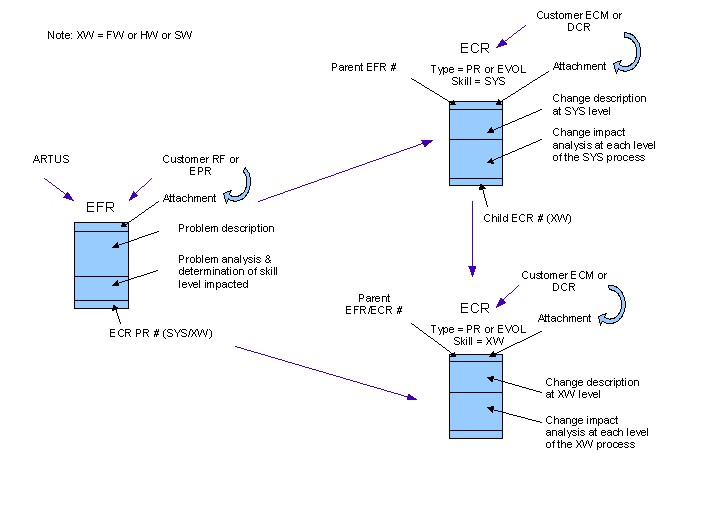 Note: XW = FW or HW or SW
Customer ECM or
DCR
ECR
Parent EFR #
Type = PR or EVOL
Skill = SYS
Attachment
Change description
at SYS level
Change impact
analysis at each level
of the SYS process
Child ECR # (XW)
ARTUS
Customer RF or
EPR
EFR
Attachment
Problem description
Problem analysis &
determination of skill
level impacted
ECR PR # (SYS/XW)
Customer ECM or
DCR
Parent
EFR/ECR #
ECR
Type = PR or EVOL
Skill = XW
Attachment
Change description
at XW level
Change impact
analysis at each level
of the XW process